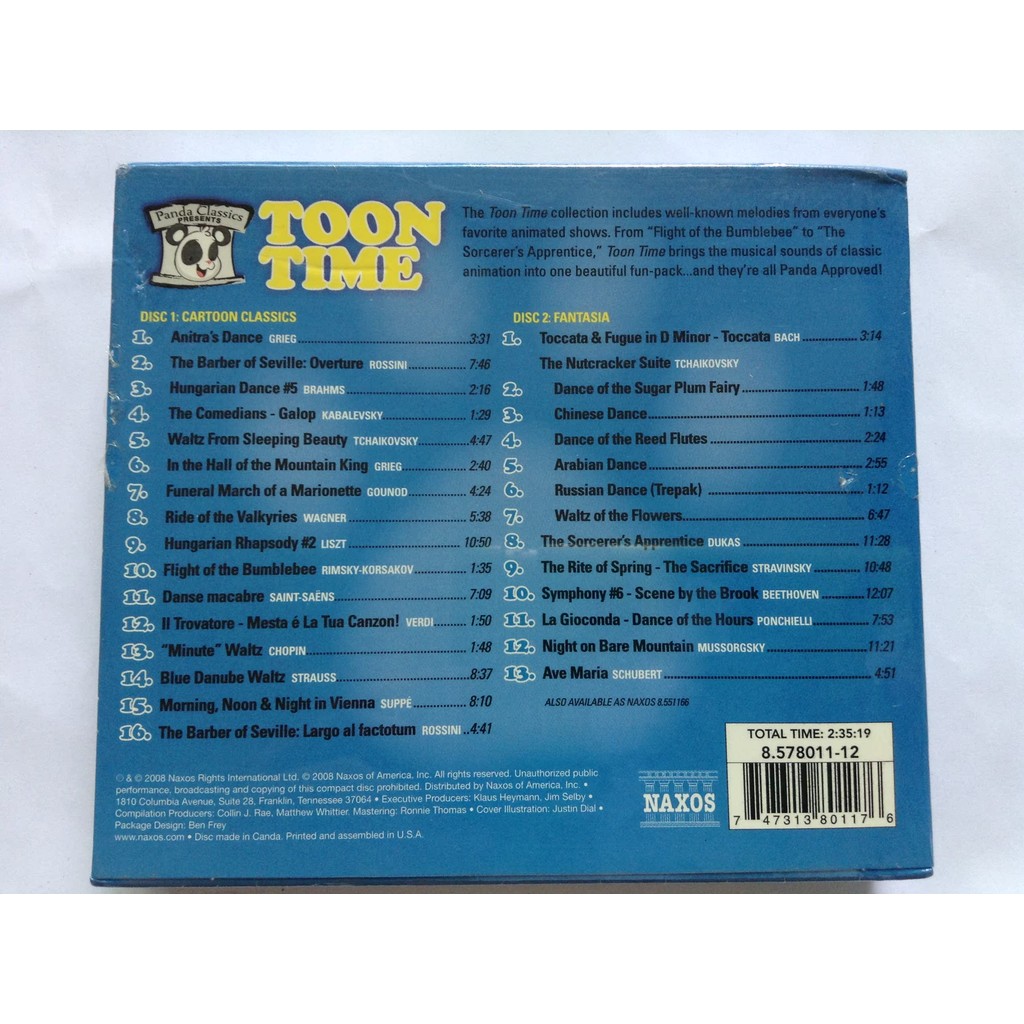 Panda Classics
PRESENTS
TOON
TIME
The Toon Time collection includes well-known melodies from everyone's
favorite animated shows. From "Flight of the Bumblebee" to "The
Sorcerer's Apprentice," Toon Time brings the musical sounds of classic
animation into one beautiful fun-pack...and they're all Panda Approved!
DISC 1: CARTOON CLASSICS
1. Anitra's Dance GRIEG 3:31
2. The Barber of Seville: Overture ROSSINI 7:46
3. Hungarian Dance #5 BRAHMS 2:16
4. The Comedians - Galop KABALEVSKY 1:29
5. Waltz From Sleeping Beauty TCHAIKOVSKY 4:47
6. In the Hall of the Mountain King GRIEG 2:40
7. Funeral March of a Marionette GOUNOD 4:24
8. Ride of the Valkyries WAGNER 5:38
9. Hungarian Rhapsody #2 LISZT 10:50
10. Flight of the Bumblebee RIMSKY-KORSAKOV 1:35
11. Danse macabre SAINT-SAËNS 7:09
12. Il Trovatore - Mesta é La Tua Canzon! VERDI 1:50
13. "Minute" Waltz CHOPIN 1:48
14. Blue Danube Waltz STRAUSS 8:37
15. Morning, Noon & Night in Vienna SUPPÉ 8:10
16. The Barber of Seville: Largo al factotum ROSSINI ..4:41
DISC 2: FANTASIA
1. Toccata & Fugue in D Minor - Toccata BACH 3:14
The Nutcracker Suite TCHAIKOVSKY
2. Dance of the Sugar Plum Fairy 1:48
3. Chinese Dance 1:13
4. Dance of the Reed Flutes 2:24
5. Arabian Dance 2:55
6. Russian Dance (Trepak) 1:12
7. Waltz of the Flowers 6:47
8. The Sorcerer's Apprentice DUKAS 11:28
9. The Rite of Spring - The Sacrifice STRAVINSKY 10:48
10. Symphony #6 - Scene by the Brook BEETHOVEN 12:07
11. La Gioconda - Dance of the Hours PONCHIELLI 7:53
12. Night on Bare Mountain MUSSORGSKY 11:21
13. Ave Maria SCHUBERT 4:51
ALSO AVAILABLE AS NAXOS 8.551166
TOTAL TIME: 2:35:19
8.578011-12
7 47313 80117 6
NAXOS
℗ & © 2008 Naxos Rights International Ltd. © 2008 Naxos of America, Inc. All rights reserved. Unauthorized public
performance, broadcasting and copying of this compact disc prohibited. Distributed by Naxos of America, Inc. •
1810 Columbia Avenue, Suite 28, Franklin, Tennessee 37064 • Executive Producers: Klaus Heymann, Jim Selby •
Compilation Producers: Collin J. Rae, Matthew Whittier. Mastering: Ronnie Thomas • Cover Illustration: Justin Dial •
Package Design: Ben Frey
www.naxos.com • Disc made in Canda. Printed and assembled in U.S.A.